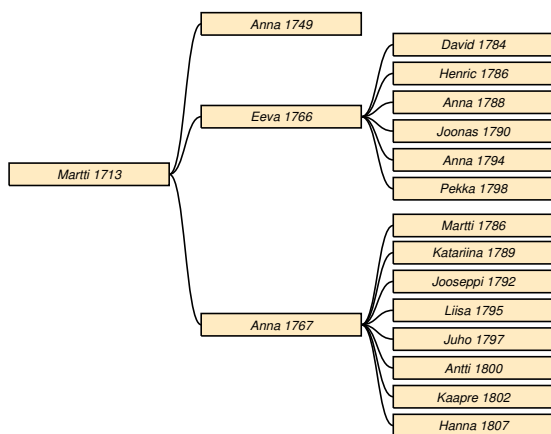 Anna 1749
David 1784
Henric 1786
Anna 1788
Eeva 1766
Joonas 1790
Anna 1794
Martti 1713
Pekka 1798
Martti 1786
Katariina 1789
Jooseppi 1792
Liisa 1795
Anna 1767
Juho 1797
Antti 1800
Kaapre 1802
Hanna 1807